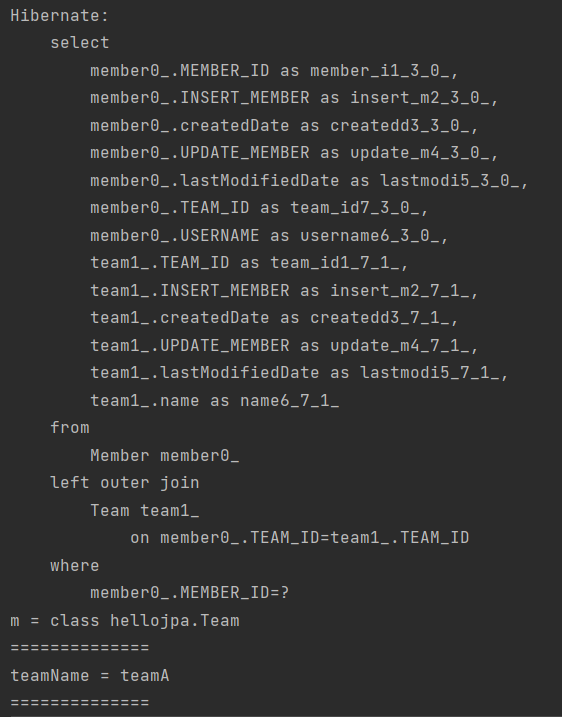 Hibernate:
    select
        member0_.MEMBER_ID as member_i1_3_0_,
        member0_.INSERT_MEMBER as insert_m2_3_0_,
        member0_.createdDate as createdd3_3_0_,
        member0_.UPDATE_MEMBER as update_m4_3_0_,
        member0_.lastModifiedDate as lastmodi5_3_0_,
        member0_.TEAM_ID as team_id7_3_0_,
        member0_.USERNAME as username6_3_0_,
        team1_.TEAM_ID as team_id1_7_1_,
        team1_.INSERT_MEMBER as insert_m2_7_1_,
        team1_.createdDate as createdd3_7_1_,
        team1_.UPDATE_MEMBER as update_m4_7_1_,
        team1_.lastModifiedDate as lastmodi5_7_1_,
        team1_.name as name6_7_1_
    from
        Member member0_
    left outer join
        Team team1_
            on member0_.TEAM_ID=team1_.TEAM_ID
    where
        member0_.MEMBER_ID=?
m = class hellojpa.Team
==============
teamName = teamA
==============